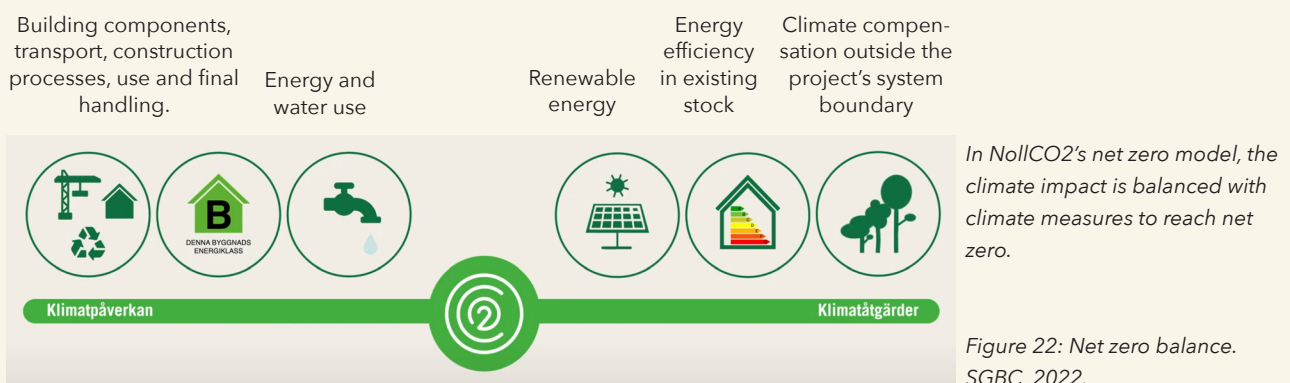 Building components,
transport, construction
processes, use and final
handling.
Energy and
water use
Renewable
energy
Energy
efficiency
in existing
stock
Climate compen-
sation outside the
project's system
boundary
B
DENNA BYGGNADS
ENERGIKLASS
2
Klimatpåverkan
Klimatåtgärder
In NollCO2's net zero model, the
climate impact is balanced with
climate measures to reach net
zero.
Figure 22: Net zero balance.
SGBC, 2022.